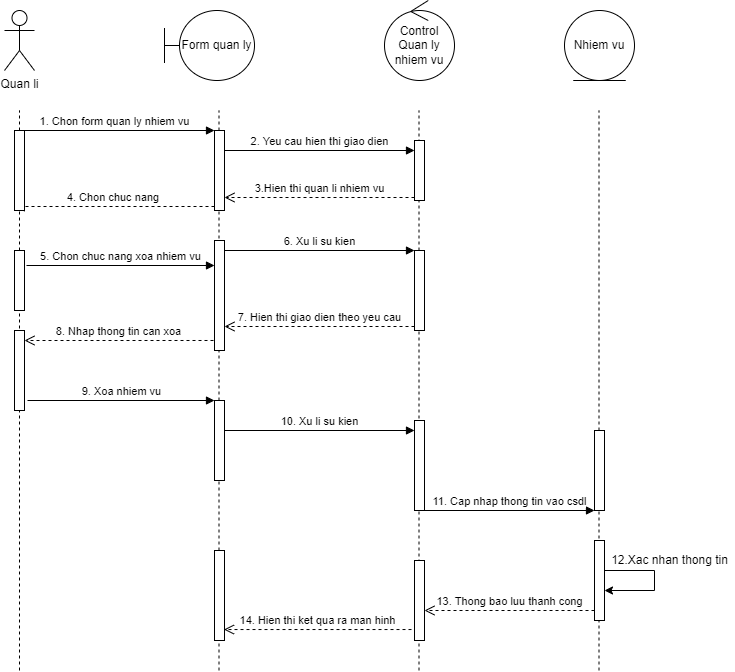 Quan li
Form quan ly
Control
Quan ly
nhiem vu
Nhiem vu
1. Chon form quan ly nhiem vu
2. Yeu cau hien thi giao dien
3.Hien thi quan li nhiem vu
4. Chon chuc nang
5. Chon chuc nang xoa nhiem vu
6. Xu li su kien
7. Hien thi giao dien theo yeu cau
8. Nhap thong tin can xoa
9. Xoa nhiem vu
10. Xu li su kien
11. Cap nhap thong tin vao csdl
12.Xac nhan thong tin
13. Thong bao luu thanh cong
14. Hien thi ket qua ra man hinh